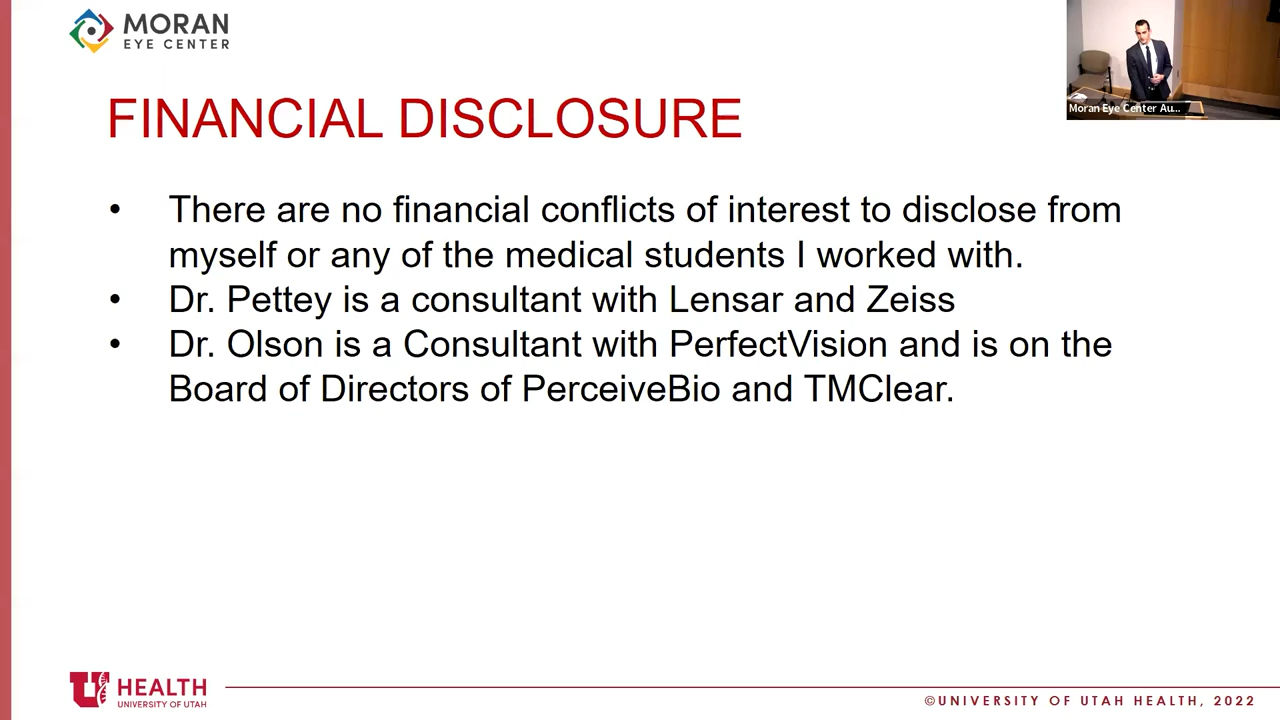 MORAN
EYE CENTER
Moran Eye Center Au...
FINANCIAL DISCLOSURE
• There are no financial conflicts of interest to disclose from
myself or any of the medical students I worked with.
• Dr. Pettey is a consultant with Lensar and Zeiss
• Dr. Olson is a Consultant with PerfectVision and is on the
Board of Directors of PerceiveBio and TMClear.
U HEALTH
UNIVERSITY OF UTAH
©UNIVERSITY OF UTAH HEALTH, 2022